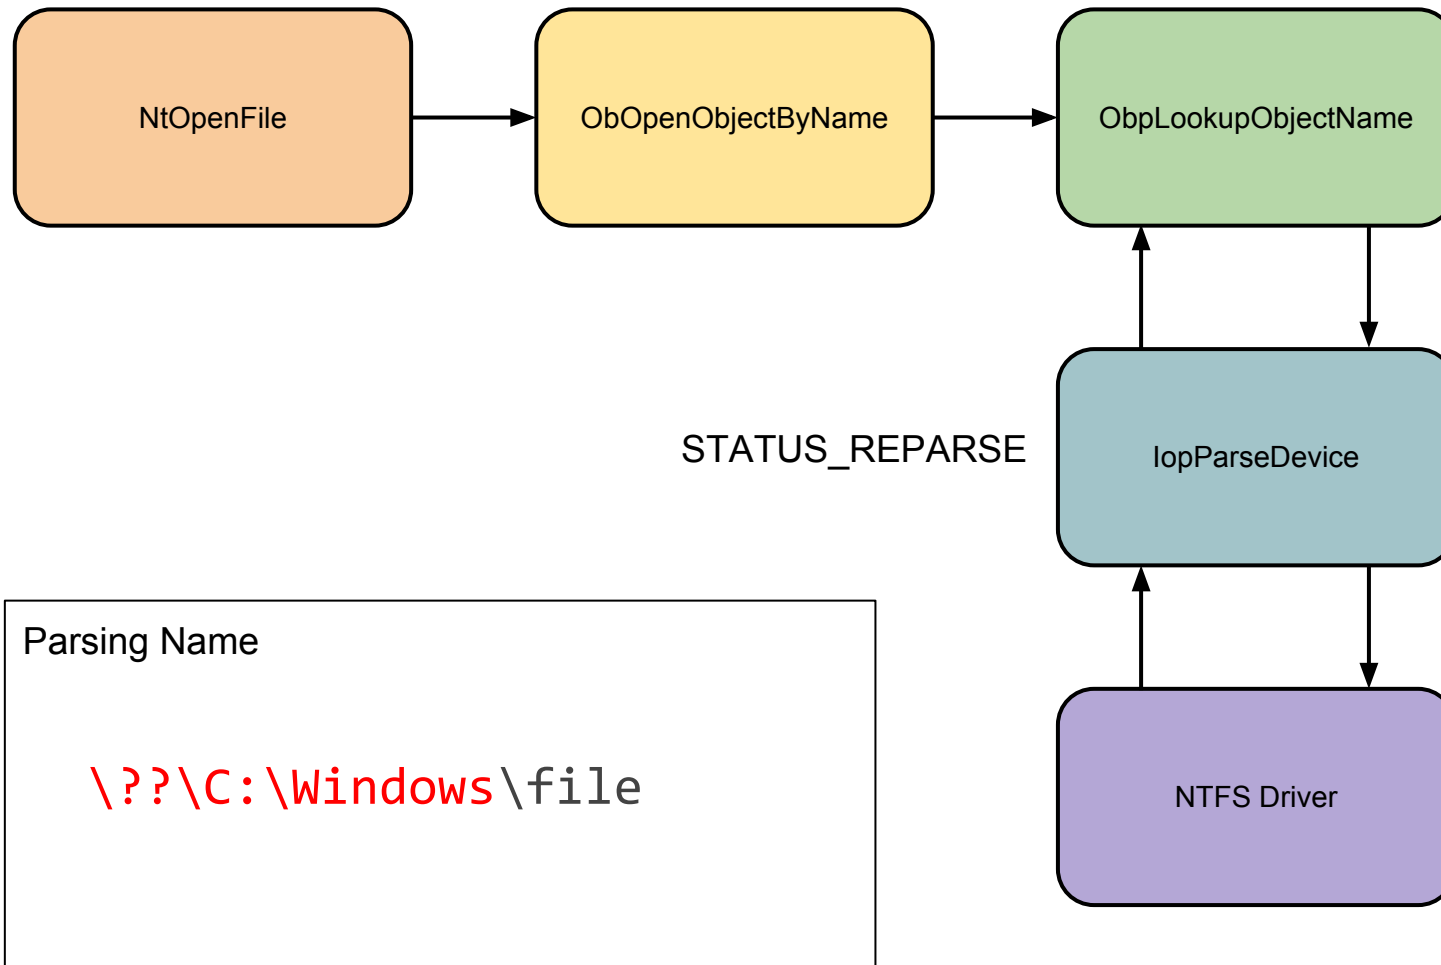 NtOpenFile
ObOpenObjectByName
ObpLookupObjectName
STATUS_REPARSE
IopParseDevice
Parsing Name
\??\C:\Windows\file
NTFS Driver